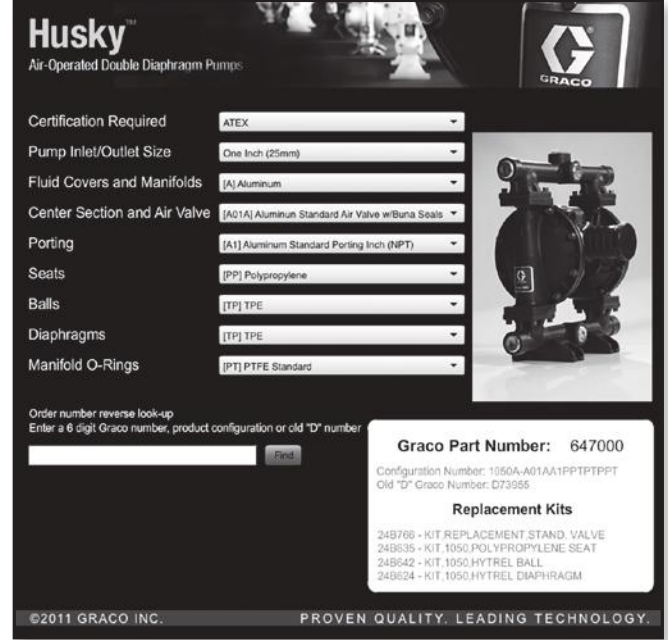 Husky™
Air-Operated Double Diaphragm Pumps
GRACO
Certification Required ATEX
Pump Inlet/Outlet Size One Inch (25mm)
Fluid Covers and Manifolds [A] Aluminum
Center Section and Air Valve [A01A] Aluminun Standard Air Valve w/Buna Seals
Porting [A1] Aluminum Standard Porting Inch (NPT)
Seats [PP] Polypropylene
Balls [TP] TPE
Diaphragms [TP] TPE
Manifold O-Rings [PT] PTFE Standard
Order number reverse look-up
Enter a 6 digit Graco number, product configuration or old "D" number
Find
Graco Part Number: 647000
Configuration Number: 1050A-A01AA1PPTPTPPT
Old "D" Graco Number: D73955
Replacement Kits
24B766 - KIT,REPLACEMENT,STAND. VALVE
24B635 - KIT,1050,POLYPROPYLENE SEAT
24B642 - KIT,1050,HYTREL BALL
24B624 - KIT,1050,HYTREL DIAPHRAGM
©2011 GRACO INC. PROVEN QUALITY. LEADING TECHNOLOGY.